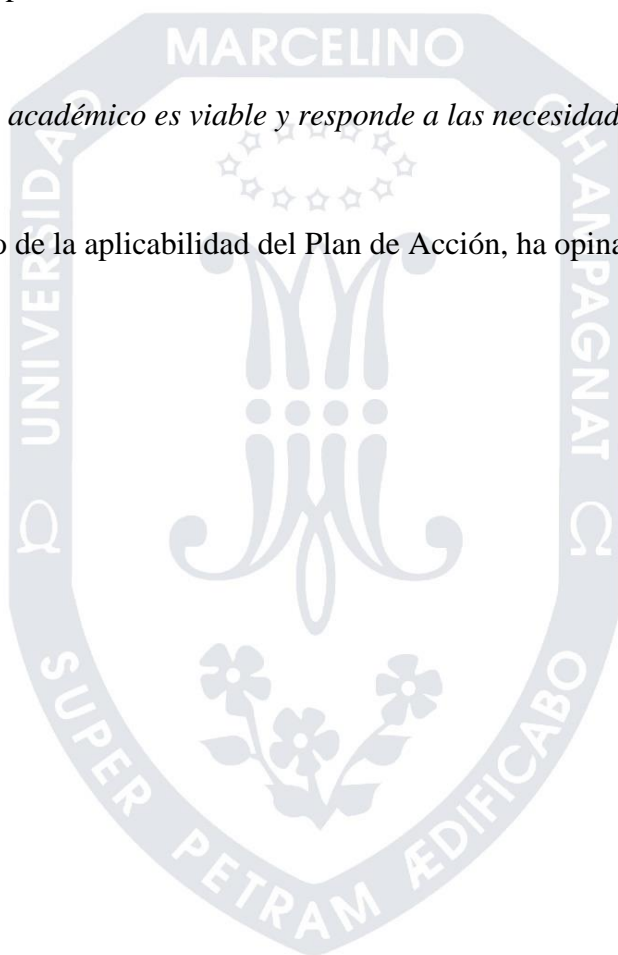 MARCELINO
académico es viable y responde a las necesidad
o de la aplicabilidad del Plan de Acción, ha opina
UNIVERSIDAD
CHAMPAGNAT
Ω Ω
SUPER PETRAM ÆDIFICABO